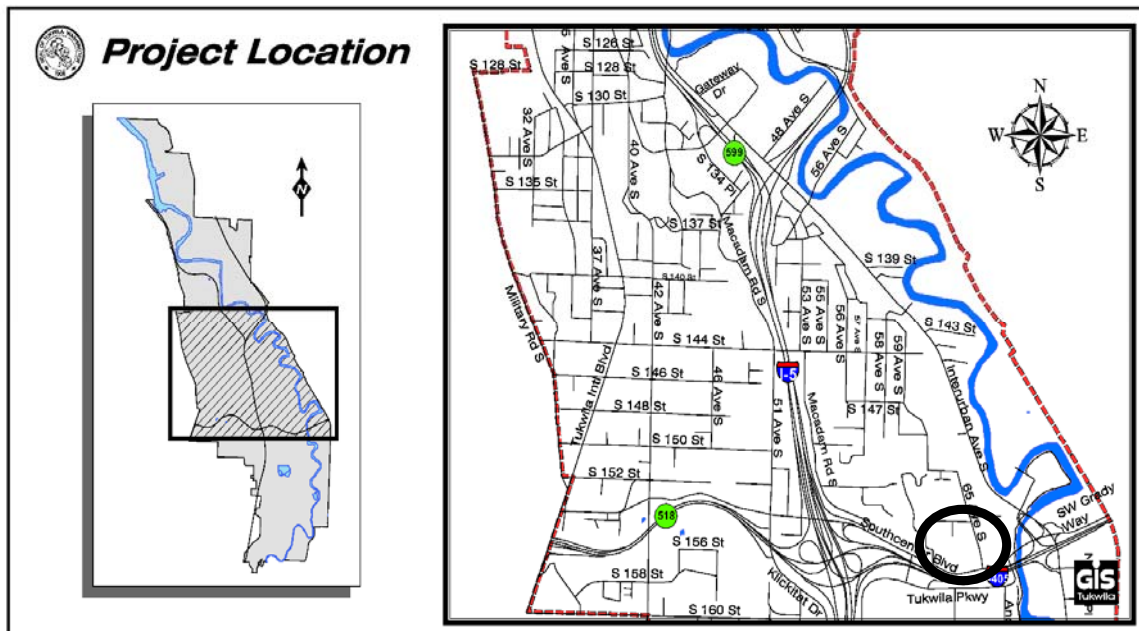 Project Location
N
N
W
E
S
S 126 St
S 128 St
S 128 St
S 130 St
Gateway
Dr
32 Ave S
40 Ave S
48 Ave S
56 Ave S
599
S 134 Pl
S 135 St
S 137 St
Macadam Rd S
S 139 St
37 Ave S
S 140 St
42 Ave S
Military Rd S
53 Ave S
55 Ave S
56 Ave S
57 Ave S
58 Ave S
59 Ave S
S 143 St
S 144 St
I-5
Interurban Ave S
S 146 St
46 Ave S
Tukwila Intl Blvd
S 147 St
S 148 St
51 Ave S
Macadam Rd S
S 150 St
S 152 St
65 Ave S
SW Grady
Way
518
Southcenter Blvd
S 156 St
S 158 St
Klickitat Dr
Tukwila Pkwy
405
S 160 St
GIS
Tukwila